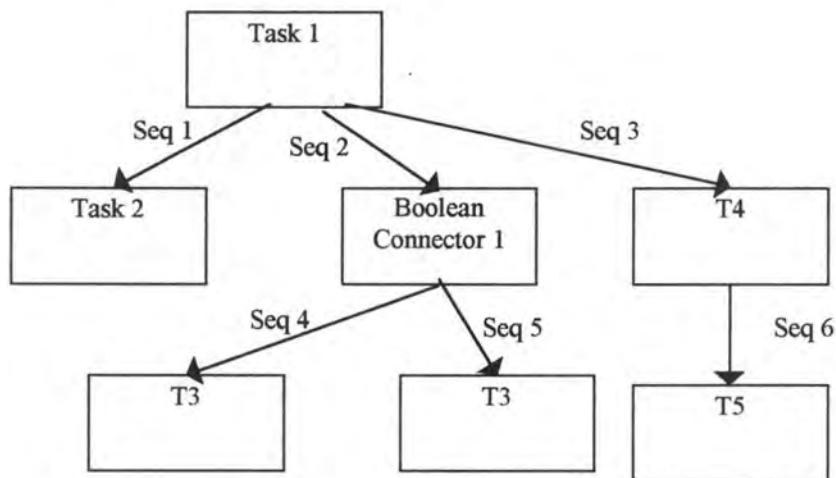 Task 1
Seq 1
Seq 2
Seq 3
Task 2
Boolean
Connector 1
T4
Seq 4
Seq 5
Seq 6
T3
T3
T5